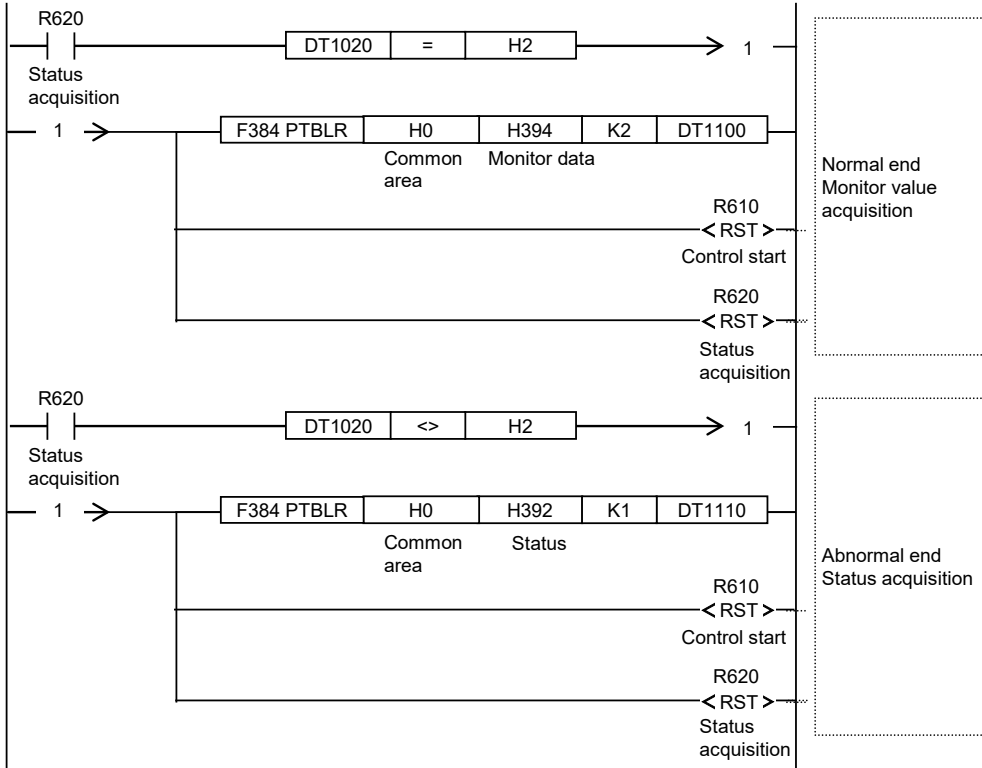 R620
DT1020 = H2 1
Status
acquisition
1 F384 PTBLR H0 H394 K2 DT1100
Common
area
Monitor data
R610
RST
Control start
R620
RST
Status
acquisition
Normal end
Monitor value
acquisition
R620
DT1020 <> H2 1
Status
acquisition
1 F384 PTBLR H0 H392 K1 DT1110
Common
area
Status
R610
RST
Control start
R620
RST
Status
acquisition
Abnormal end
Status acquisition